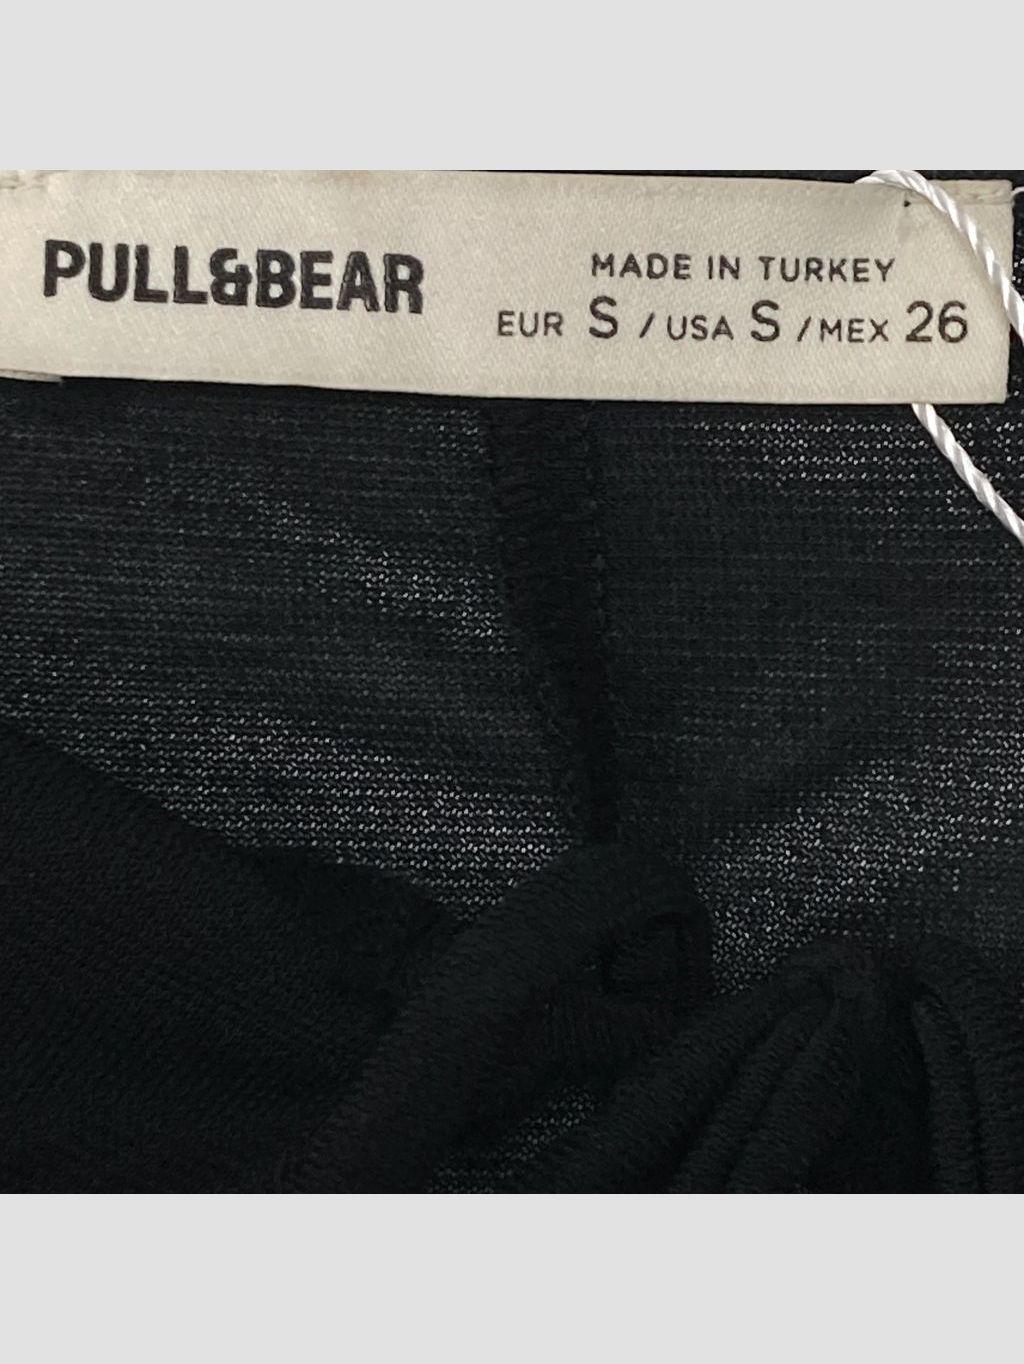 PULL&BEAR
MADE IN TURKEY
EUR S / USA S / MEX 26